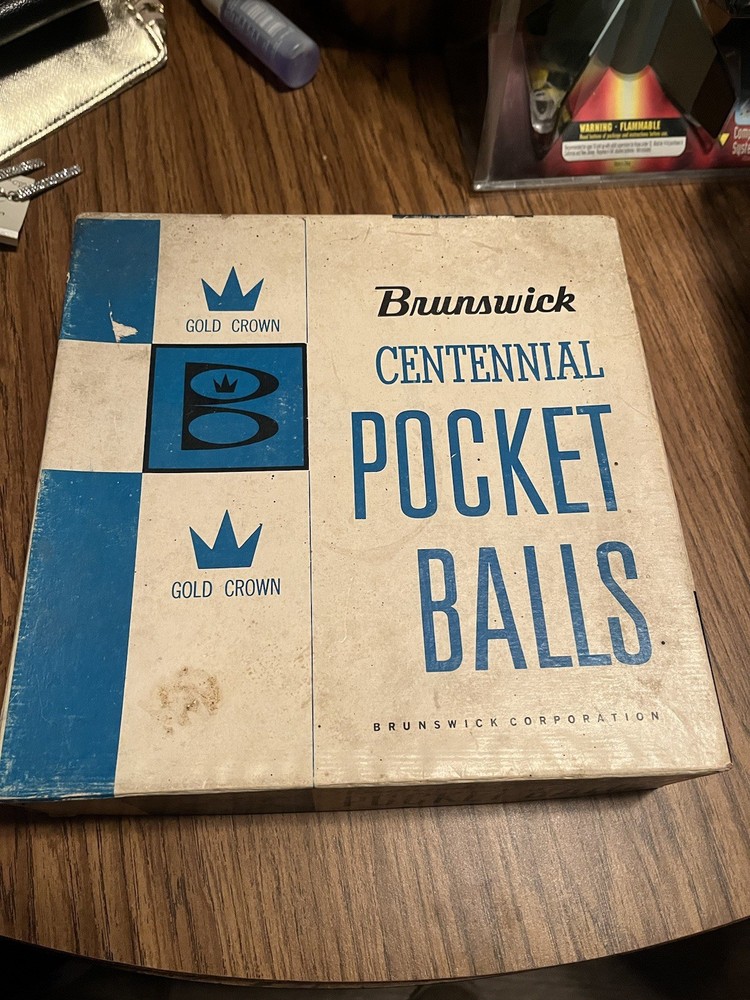 WARNING • FLAMMABLE
GOLD CROWN
B
GOLD CROWN
Brunswick
CENTENNIAL
POCKET
BALLS
BRUNSWICK CORPORATION